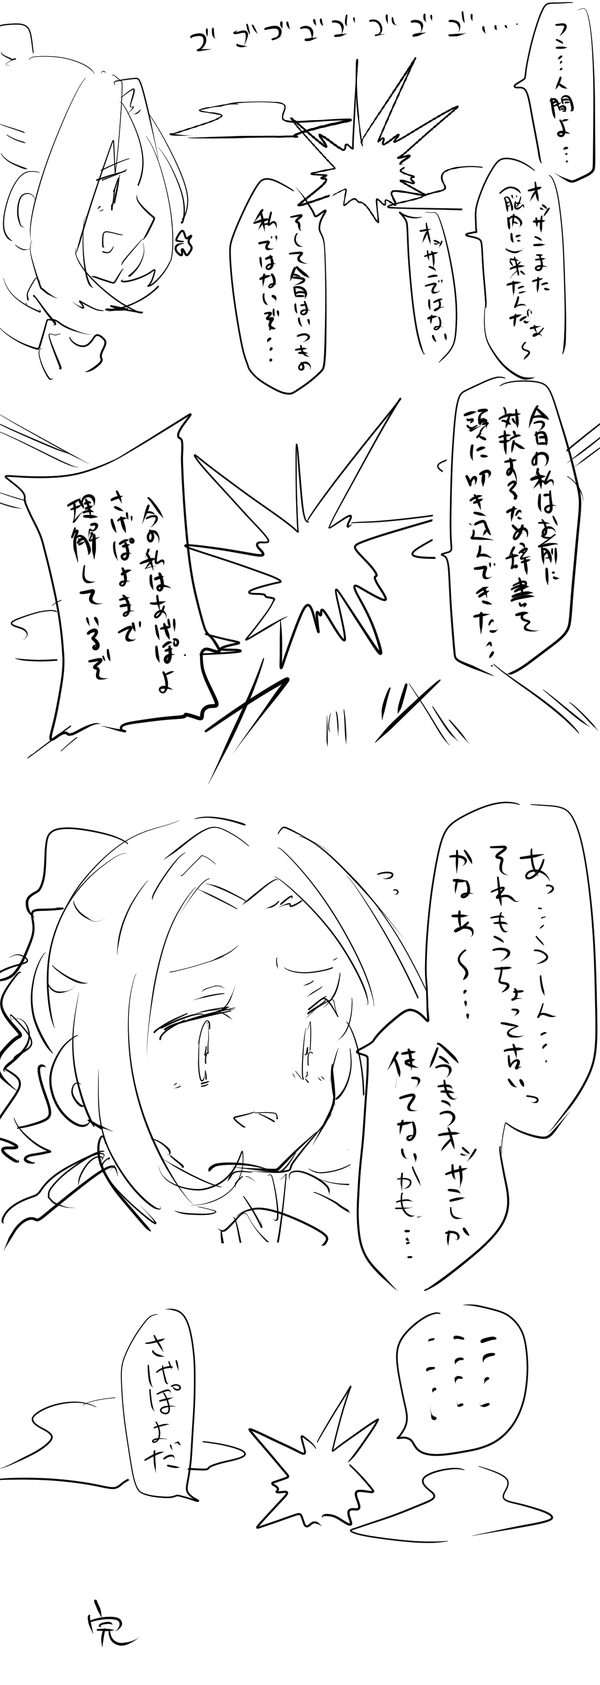 ゴゴゴゴゴゴゴゴ....
フン…人間よ…
オッサンまた
(脳内に)来たんだぁ〜
オッサンではない
そして今日はいつもの
私ではないぞ…
今日の私はお前に
対抗するため辞書を
頭に叩き込んできた…
今の私はあげぽよ
さげぽよまで
理解しているぞ
あっ…うーん…
それもうちょって古いっ
かなぁ〜…
今もうオッサンしか
使ってないかも…
………
さげぽよだ
完